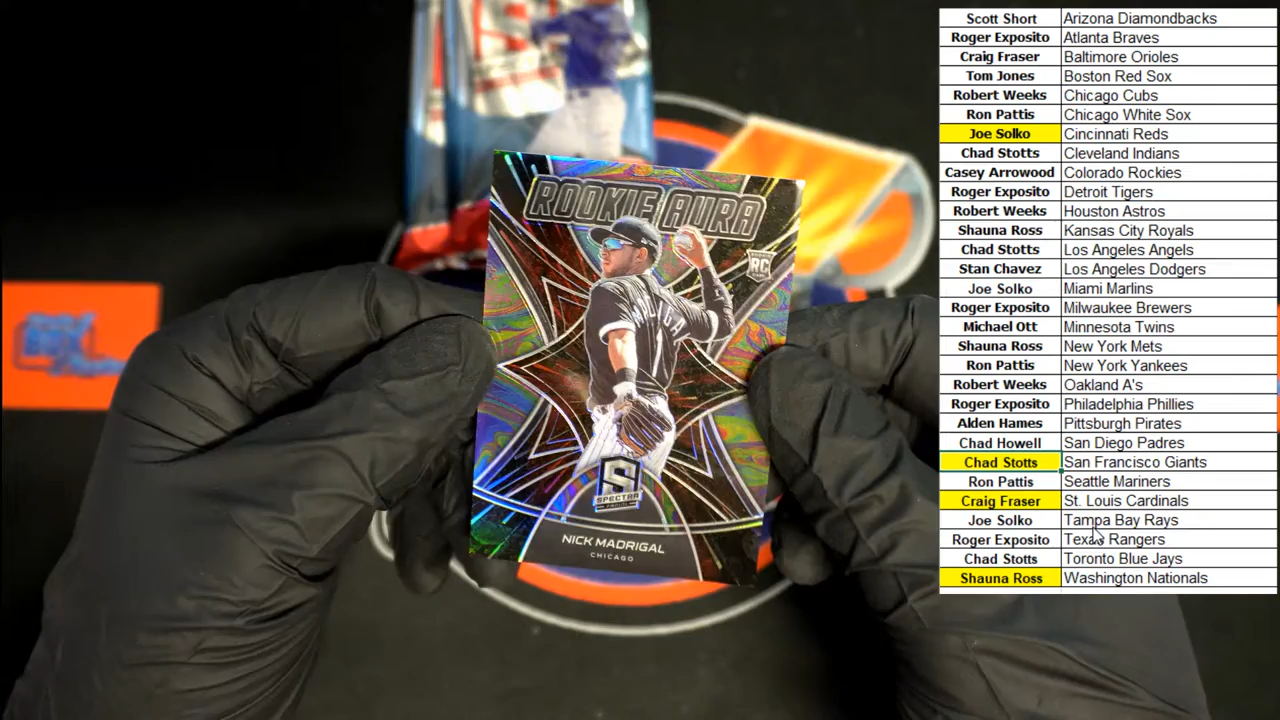 ROOKIE AURA
ROOKIE
RC
MADRIGAL
1
S
SPECTRA
NICK MADRIGAL
CHICAGO
Scott Short Arizona Diamondbacks
Roger Exposito Atlanta Braves
Craig Fraser Baltimore Orioles
Tom Jones Boston Red Sox
Robert Weeks Chicago Cubs
Ron Pattis Chicago White Sox
Joe Solko Cincinnati Reds
Chad Stotts Cleveland Indians
Casey Arrowood Colorado Rockies
Roger Exposito Detroit Tigers
Robert Weeks Houston Astros
Shauna Ross Kansas City Royals
Chad Stotts Los Angeles Angels
Stan Chavez Los Angeles Dodgers
Joe Solko Miami Marlins
Roger Exposito Milwaukee Brewers
Michael Ott Minnesota Twins
Shauna Ross New York Mets
Ron Pattis New York Yankees
Robert Weeks Oakland A's
Roger Exposito Philadelphia Phillies
Alden Hames Pittsburgh Pirates
Chad Howell San Diego Padres
Chad Stotts San Francisco Giants
Ron Pattis Seattle Mariners
Craig Fraser St. Louis Cardinals
Joe Solko Tampa Bay Rays
Roger Exposito Texas Rangers
Chad Stotts Toronto Blue Jays
Shauna Ross Washington Nationals